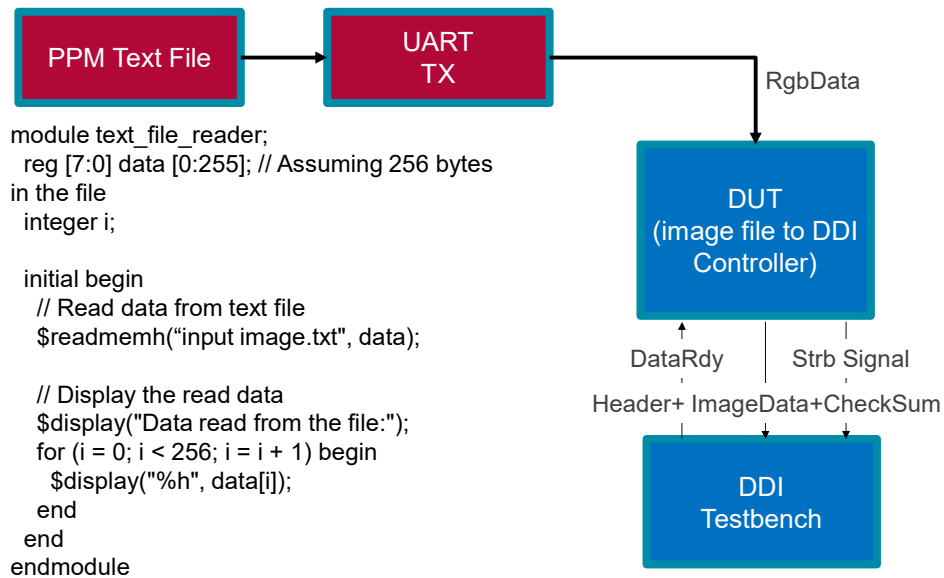 PPM Text File
UART
TX
RgbData
module text_file_reader;
reg [7:0] data [0:255]; // Assuming 256 bytes
in the file
integer i;
initial begin
// Read data from text file
$readmemh(“input image.txt", data);
// Display the read data
$display("Data read from the file:");
for (i = 0; i < 256; i = i + 1) begin
$display("%h", data[i]);
end
end
endmodule
DUT
(image file to DDI
Controller)
DataRdy
Strb Signal
Header+ ImageData+CheckSum
DDI
Testbench